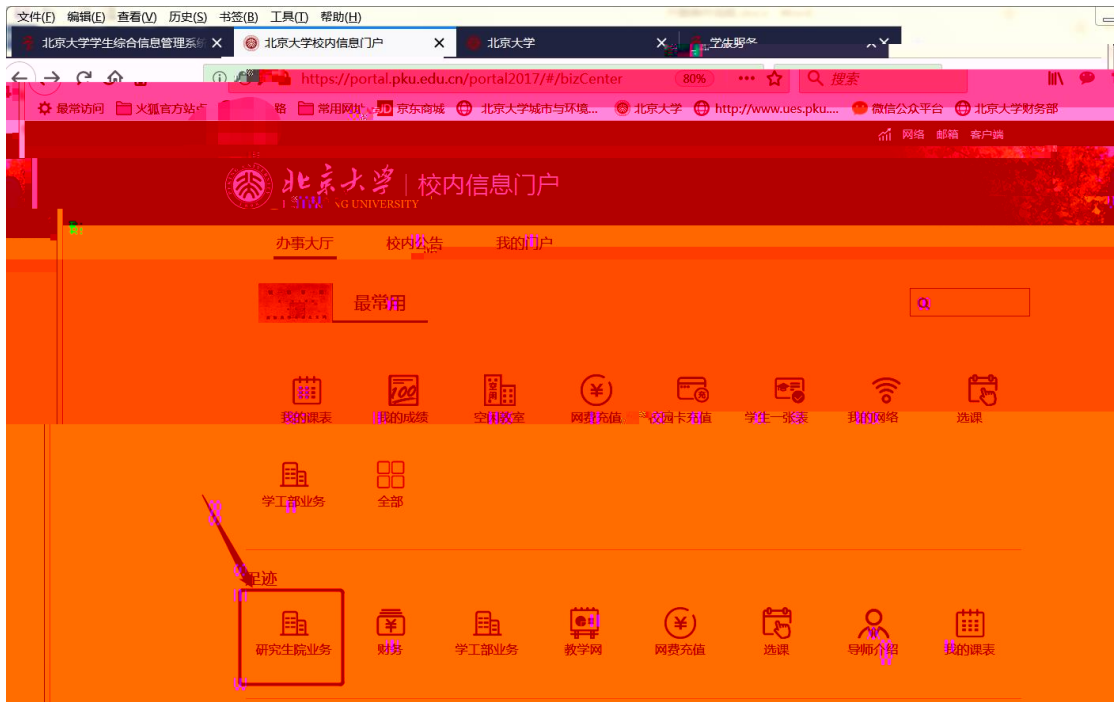 文件(F) 编辑(E) 查看(V) 历史(S) 书签(B) 工具(T) 帮助(H)
北京大学学生综合信息管理系统 × 北京大学校内信息门户 × 北京大学 ×
https://portal.pku.edu.cn/portal2017/#/bizCenter 80% ··· 搜索
最常访问 火狐官方站点 常用网址 JD 京东商城 北京大学城市与环境... 北京大学 http://www.ues.pku.... 微信公众平台 北京大学财务部
网络 邮箱 客户端
北京大学 校内信息门户
UNIVERSITY
办事大厅 校内公告 我的门户
最常用
我的课表 我的成绩 空闲教室 网费充值 校园卡充值 学生一张表 我的网络 选课
学工部业务 全部
足迹
研究生院业务 财务 学工部业务 教学网 网费充值 选课 导师介绍 我的课表